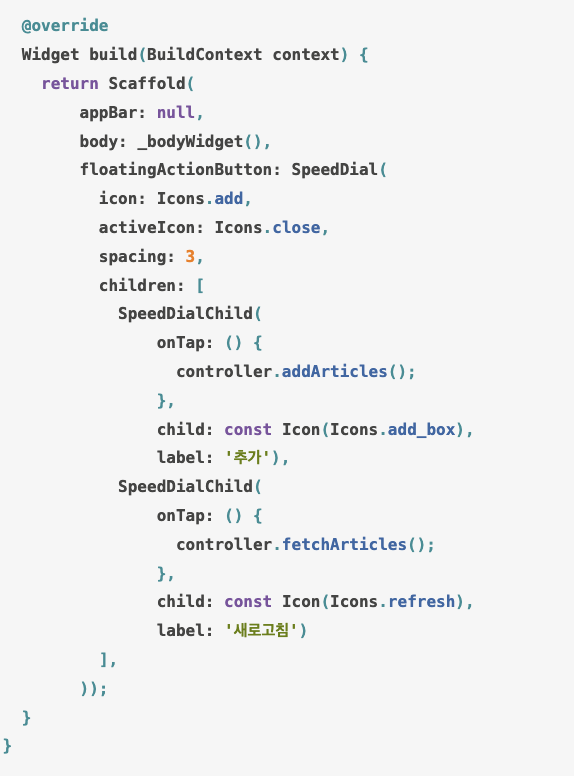 @override
Widget build(BuildContext context) {
return Scaffold(
appBar: null,
body: _bodyWidget(),
floatingActionButton: SpeedDial(
icon: Icons.add,
activeIcon: Icons.close,
spacing: 3,
children: [
SpeedDialChild(
onTap: () {
controller.addArticles();
},
child: const Icon(Icons.add_box),
label: '추가'),
SpeedDialChild(
onTap: () {
controller.fetchArticles();
},
child: const Icon(Icons.refresh),
label: '새로고침')
],
));
}
}